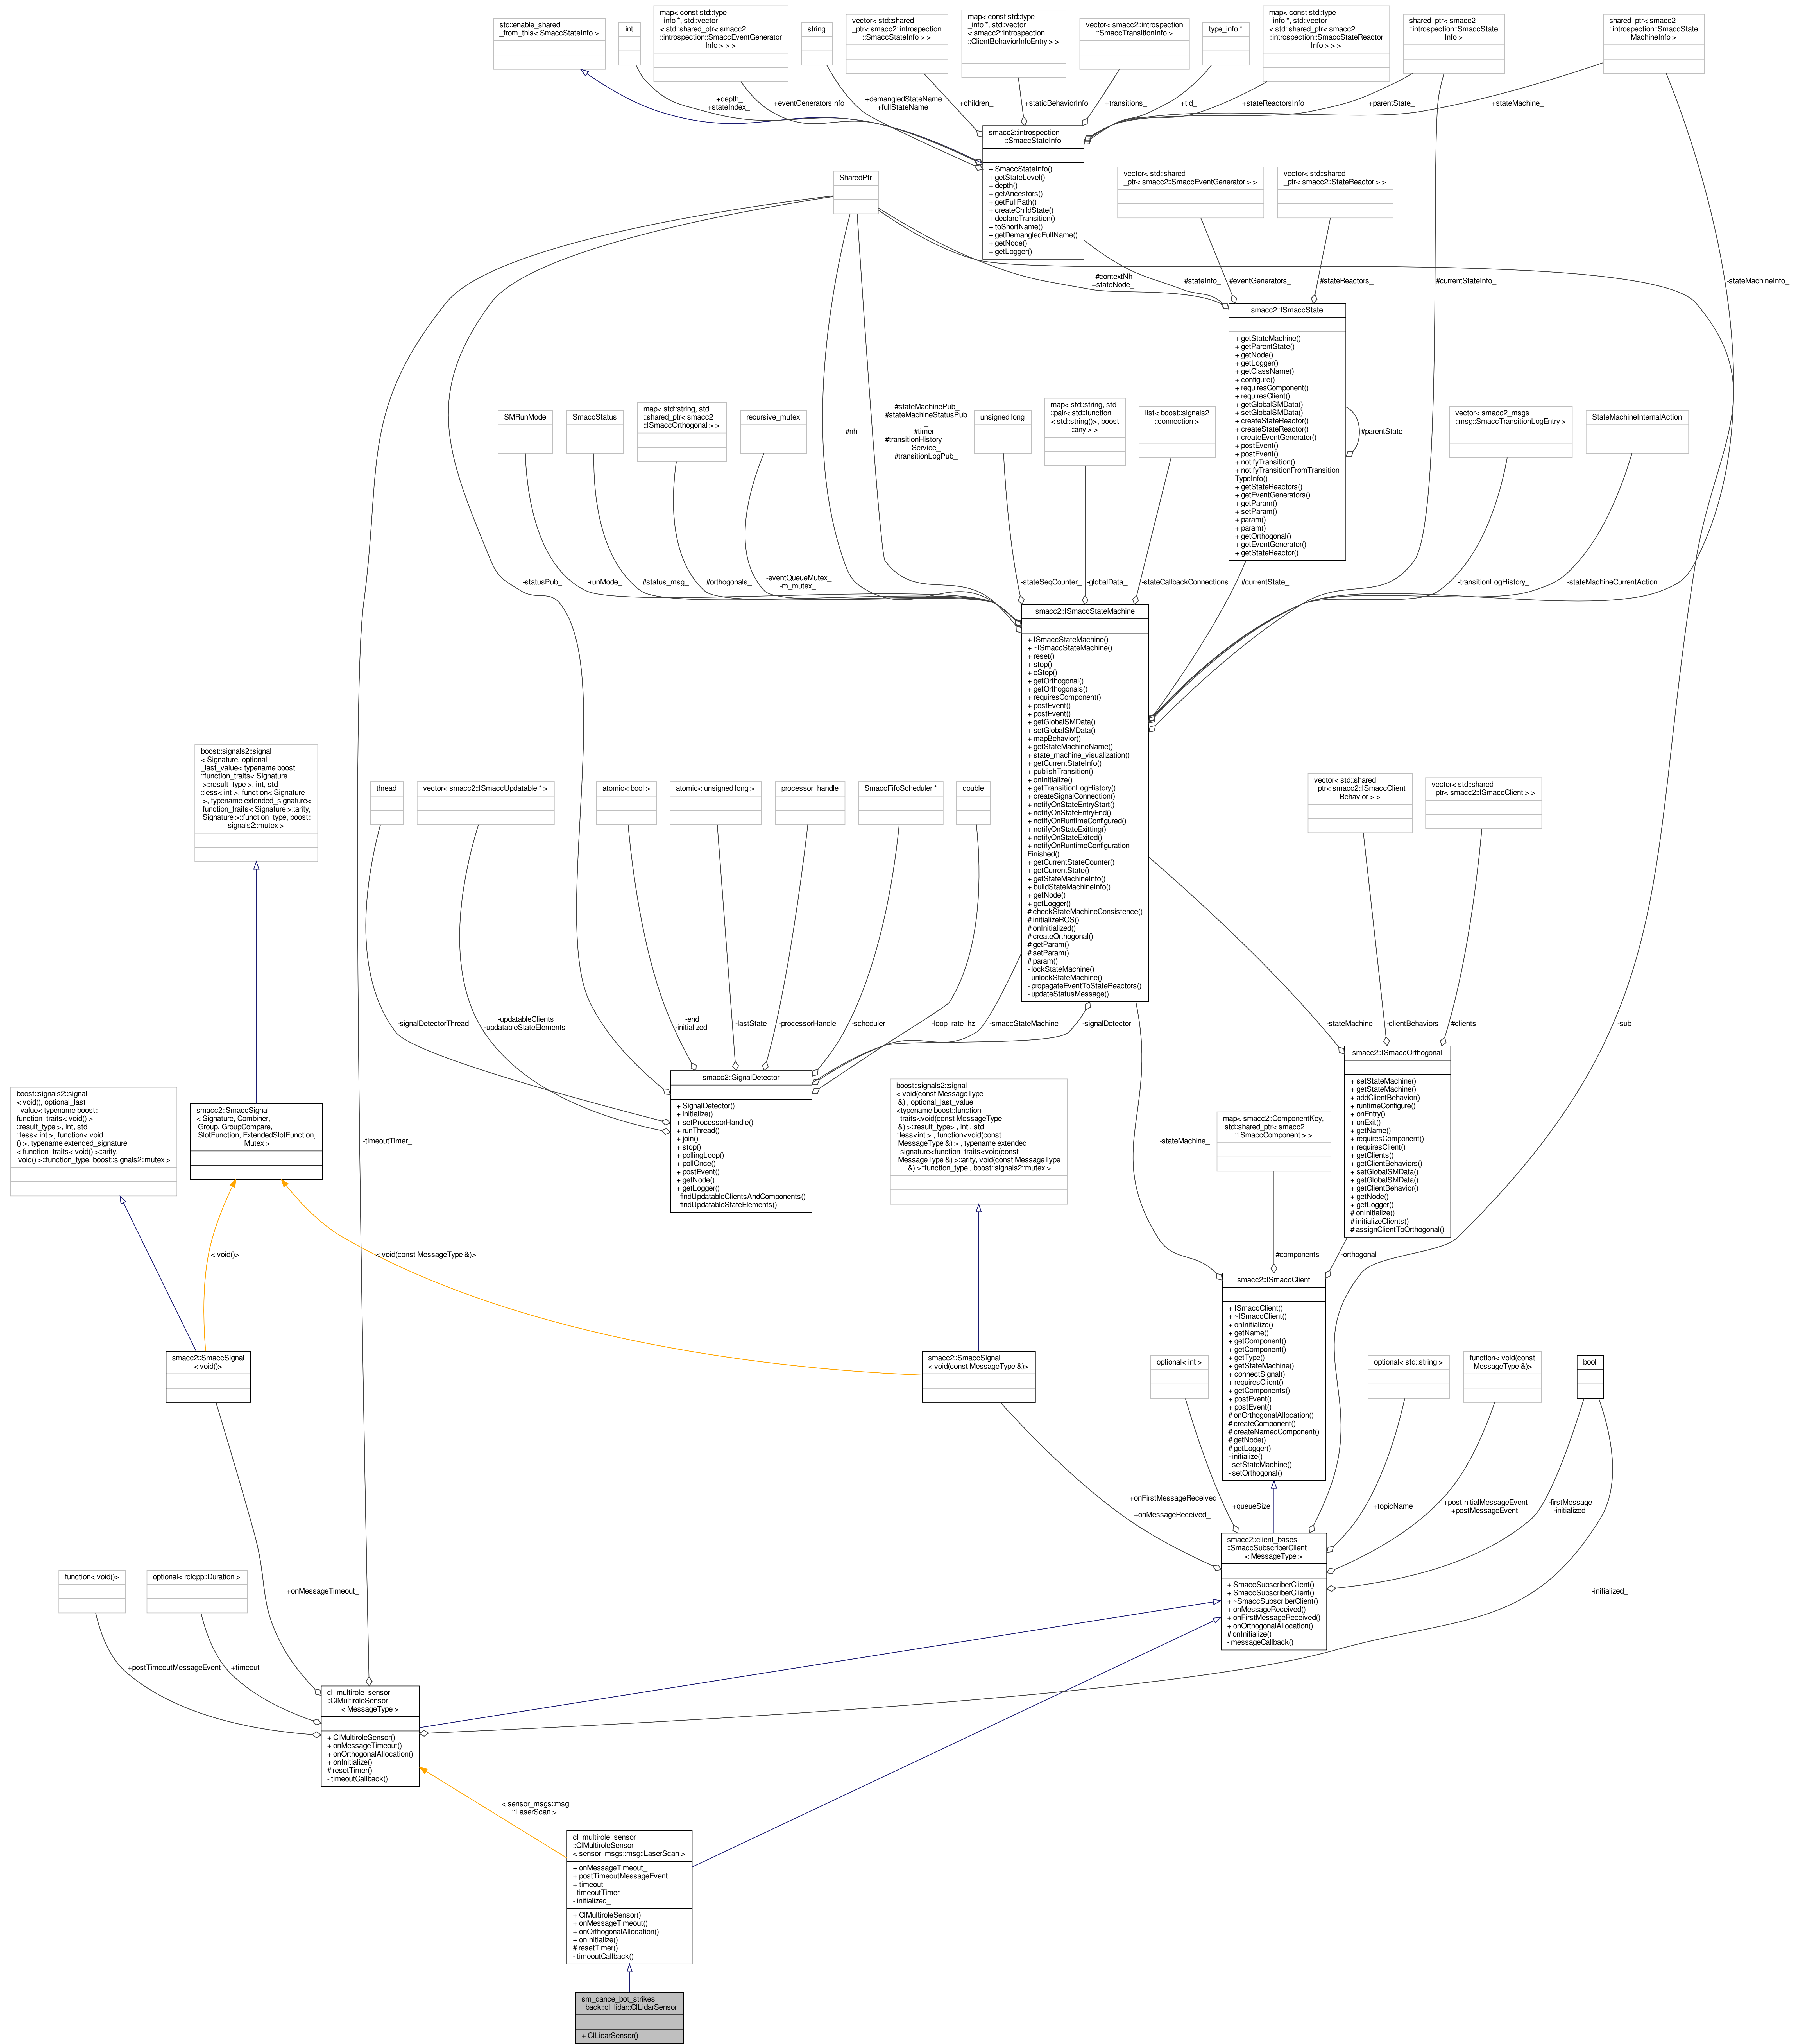 std::enable_shared
_from_this< SmaccStateInfo >
int
map< const std::type
_info *, std::vector
< std::shared_ptr< smacc2
::introspection::SmaccEventGenerator
Info > > >
string
vector< std::shared
_ptr< smacc2::introspection
::SmaccStateInfo > >
map< const std::type
_info *, std::vector
< smacc2::introspection
::ClientBehaviorInfoEntry > >
vector< smacc2::introspection
::SmaccTransitionInfo >
type_info *
map< const std::type
_info *, std::vector
< std::shared_ptr< smacc2
::introspection::SmaccStateReactor
Info > > >
shared_ptr< smacc2
::introspection::SmaccState
Info >
shared_ptr< smacc2
::introspection::SmaccState
MachineInfo >
+depth_
+stateIndex_
+eventGeneratorsInfo
+demangledStateName
+fullStateName
+children_
+staticBehaviorInfo
+transitions_
+tid_
+stateReactorsInfo
+parentState_
+stateMachine_
smacc2::introspection
::SmaccStateInfo
+ SmaccStateInfo()
+ getStateLevel()
+ depth()
+ getAncestors()
+ getFullPath()
+ createChildState()
+ declareTransition()
+ toShortName()
+ getDemangledFullName()
+ getNode()
+ getLogger()
SharedPtr
vector< std::shared
_ptr< smacc2::SmaccEventGenerator > >
vector< std::shared
_ptr< smacc2::StateReactor > >
#contextNh
+stateNode_
#stateInfo_
#eventGenerators_
#stateReactors_
#currentStateInfo_
-stateMachineInfo_
smacc2::ISmaccState
+ getStateMachine()
+ getParentState()
+ getNode()
+ getLogger()
+ getClassName()
+ configure()
+ requiresComponent()
+ requiresClient()
+ getGlobalSMData()
+ setGlobalSMData()
+ createStateReactor()
+ createStateReactor()
+ createEventGenerator()
+ postEvent()
+ postEvent()
+ notifyTransition()
+ notifyTransitionFromTransition
TypeInfo()
+ getStateReactors()
+ getEventGenerators()
+ getParam()
+ setParam()
+ param()
+ param()
+ getOrthogonal()
+ getEventGenerator()
+ getStateReactor()
#parentState_
SMRunMode
SmaccStatus
map< std::string, std
::shared_ptr< smacc2
::ISmaccOrthogonal > >
recursive_mutex
#nh_
#stateMachinePub_
#stateMachineStatusPub
_
#timer_
#transitionHistory
Service_
#transitionLogPub_
unsigned long
map< std::string, std
::pair< std::function
< std::string()>, boost
::any > >
list< boost::signals2
::connection >
vector< smacc2_msgs
::msg::SmaccTransitionLogEntry >
StateMachineInternalAction
-statusPub_
-runMode_
#status_msg_
#orthogonals_
-eventQueueMutex_
-m_mutex_
-stateSeqCounter_
-globalData_
-stateCallbackConnections
#currentState_
-transitionLogHistory_
-stateMachineCurrentAction
smacc2::ISmaccStateMachine
+ ISmaccStateMachine()
+ ~ISmaccStateMachine()
+ reset()
+ stop()
+ eStop()
+ getOrthogonal()
+ getOrthogonals()
+ requiresComponent()
+ postEvent()
+ postEvent()
+ getGlobalSMData()
+ setGlobalSMData()
+ mapBehavior()
+ getStateMachineName()
+ state_machine_visualization()
+ getCurrentStateInfo()
+ publishTransition()
+ onInitialize()
+ getTransitionLogHistory()
+ createSignalConnection()
+ notifyOnStateEntryStart()
+ notifyOnStateEntryEnd()
+ notifyOnRuntimeConfigured()
+ notifyOnStateExitting()
+ notifyOnStateExited()
+ notifyOnRuntimeConfiguration
Finished()
+ getCurrentStateCounter()
+ getCurrentState()
+ getStateMachineInfo()
+ buildStateMachineInfo()
+ getNode()
+ getLogger()
# checkStateMachineConsistence()
# initializeROS()
# onInitialized()
# createOrthogonal()
# getParam()
# setParam()
# param()
- lockStateMachine()
- unlockStateMachine()
- propagateEventToStateReactors()
- updateStatusMessage()
boost::signals2::signal
< Signature, optional
_last_value< typename boost
::function_traits< Signature
>::result_type >, int, std
::less< int >, function< Signature
>, typename extended_signature<
function_traits< Signature >::arity,
Signature >::function_type, boost::
signals2::mutex >
thread
vector< smacc2::ISmaccUpdatable * >
atomic< bool >
atomic< unsigned long >
processor_handle
SmaccFifoScheduler *
double
vector< std::shared
_ptr< smacc2::ISmaccClient
Behavior > >
vector< std::shared
_ptr< smacc2::ISmaccClient > >
-signalDetectorThread_
-updatableClients_
-updatableStateElements_
-end_
-initialized_
-lastState_
-processorHandle_
-scheduler_
-loop_rate_hz
-smaccStateMachine_
-signalDetector_
-stateMachine_
-clientBehaviors_
#clients_
-sub_
smacc2::SignalDetector
+ SignalDetector()
+ initialize()
+ setProcessorHandle()
+ runThread()
+ join()
+ stop()
+ pollingLoop()
+ pollOnce()
+ postEvent()
+ getNode()
+ getLogger()
- findUpdatableClientsAndComponents()
- findUpdatableStateElements()
smacc2::ISmaccOrthogonal
+ setStateMachine()
+ getStateMachine()
+ addClientBehavior()
+ runtimeConfigure()
+ onEntry()
+ onExit()
+ getName()
+ requiresComponent()
+ requiresClient()
+ getClients()
+ getClientBehaviors()
+ setGlobalSMData()
+ getGlobalSMData()
+ getClientBehavior()
+ getNode()
+ getLogger()
# onInitialize()
# initializeClients()
# assignClientToOrthogonal()
boost::signals2::signal
< void(), optional_last
_value< typename boost::
function_traits< void() >
::result_type >, int, std
::less< int >, function< void
() >, typename extended_signature
< function_traits< void() >::arity,
void() >::function_type, boost::signals2::mutex >
smacc2::SmaccSignal
< Signature, Combiner,
Group, GroupCompare,
SlotFunction, ExtendedSlotFunction,
Mutex >
boost::signals2::signal
< void(const MessageType
&) , optional_last_value
<typename boost::function
_traits<void(const MessageType
&) >::result_type> , int , std
::less<int > , function<void(const
MessageType &) > , typename extended
_signature<function_traits<void(const
MessageType &) >::arity, void(const MessageType
&) >::function_type , boost::signals2::mutex >
map< smacc2::ComponentKey,
std::shared_ptr< smacc2
::ISmaccComponent > >
-timeoutTimer_
-stateMachine_
< void()>
< void(const MessageType &)>
#components_
-orthogonal_
smacc2::ISmaccClient
+ ISmaccClient()
+ ~ISmaccClient()
+ onInitialize()
+ getName()
+ getComponent()
+ getComponent()
+ getType()
+ getStateMachine()
+ connectSignal()
+ requiresClient()
+ getComponents()
+ postEvent()
+ postEvent()
# onOrthogonalAllocation()
# createComponent()
# createNamedComponent()
# getNode()
# getLogger()
- initialize()
- setStateMachine()
- setOrthogonal()
smacc2::SmaccSignal
< void()>
smacc2::SmaccSignal
< void(const MessageType &)>
optional< int >
optional< std::string >
function< void(const
MessageType &)>
bool
+onFirstMessageReceived
_
+onMessageReceived_
+queueSize
+topicName
+postInitialMessageEvent
+postMessageEvent
-firstMessage_
-initialized_
smacc2::client_bases
::SmaccSubscriberClient
< MessageType >
+ SmaccSubscriberClient()
+ SmaccSubscriberClient()
+ ~SmaccSubscriberClient()
+ onMessageReceived()
+ onFirstMessageReceived()
+ onOrthogonalAllocation()
# onInitialize()
- messageCallback()
function< void()>
optional< rclcpp::Duration >
+onMessageTimeout_
-initialized_
+postTimeoutMessageEvent
+timeout_
cl_multirole_sensor
::ClMultiroleSensor
< MessageType >
+ ClMultiroleSensor()
+ onMessageTimeout()
+ onOrthogonalAllocation()
+ onInitialize()
# resetTimer()
- timeoutCallback()
< sensor_msgs::msg
::LaserScan >
cl_multirole_sensor
::ClMultiroleSensor
< sensor_msgs::msg::LaserScan >
+ onMessageTimeout_
+ postTimeoutMessageEvent
+ timeout_
- timeoutTimer_
- initialized_
+ ClMultiroleSensor()
+ onMessageTimeout()
+ onOrthogonalAllocation()
+ onInitialize()
# resetTimer()
- timeoutCallback()
sm_dance_bot_strikes
_back::cl_lidar::ClLidarSensor
+ ClLidarSensor()